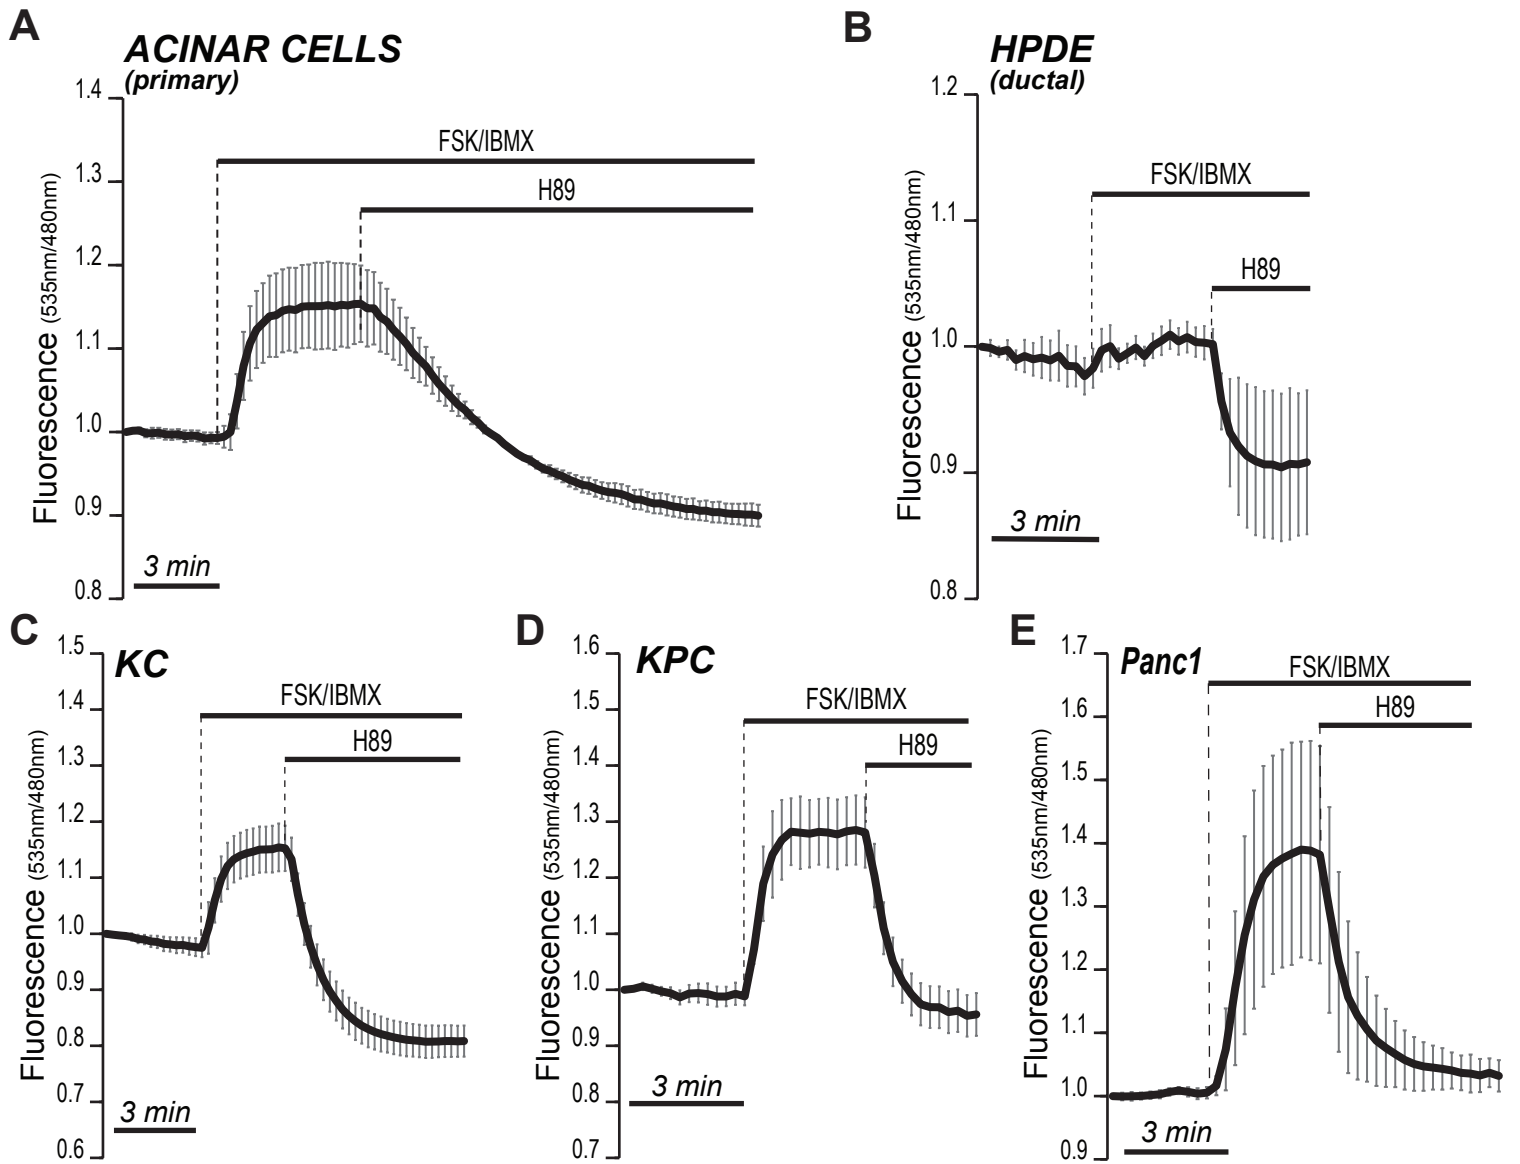 A
ACINAR CELLS
(primary)
1.4
1.3
1.2
1.1
1.0
0.9
0.8
Fluorescence (535nm/480nm)
FSK/IBMX
H89
3 min
B
HPDE
(ductal)
1.2
1.1
1.0
0.9
0.8
Fluorescence (535nm/480nm)
FSK/IBMX
H89
3 min
C
KC
1.5
1.4
1.3
1.2
1.1
1.0
0.9
0.8
0.7
0.6
Fluorescence (535nm/480nm)
FSK/IBMX
H89
3 min
D
KPC
1.6
1.5
1.4
1.3
1.2
1.1
1.0
0.9
0.8
0.7
Fluorescence (535nm/480nm)
FSK/IBMX
H89
3 min
E
Panc1
1.7
1.6
1.5
1.4
1.3
1.2
1.1
1.0
0.9
Fluorescence (535nm/480nm)
FSK/IBMX
H89
3 min